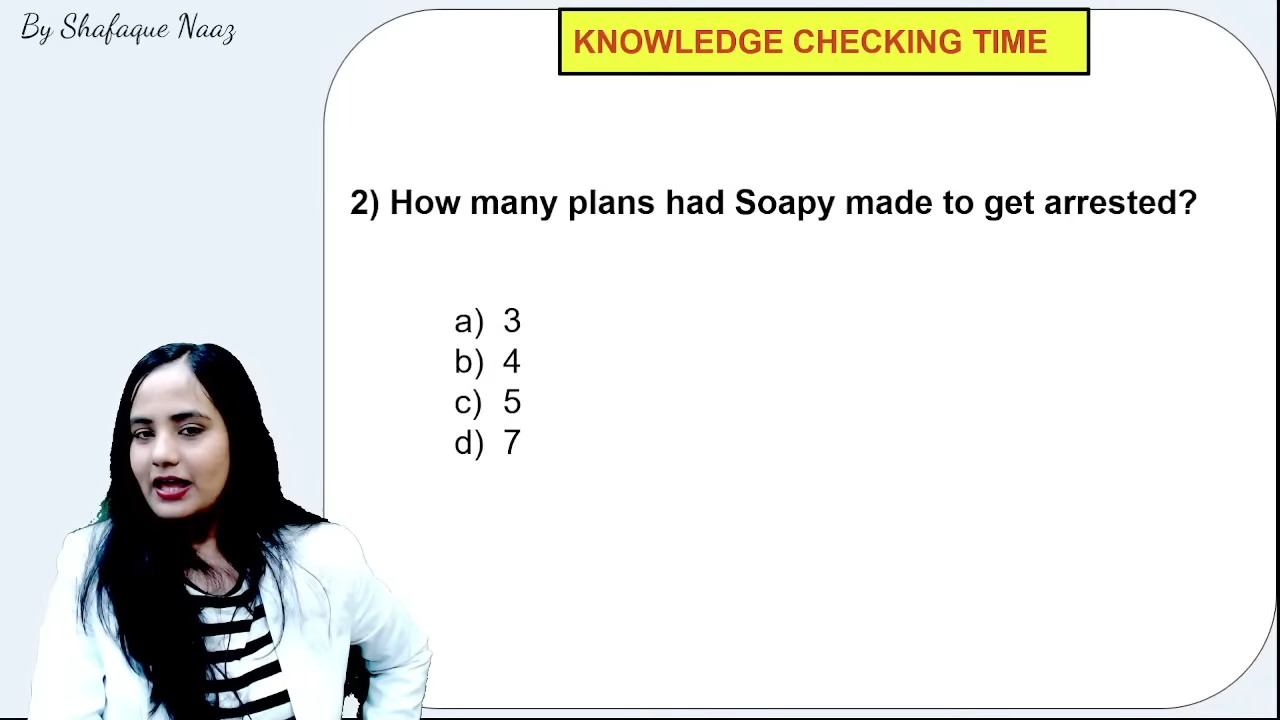 By Shafaque Naaz
KNOWLEDGE CHECKING TIME
2) How many plans had Soapy made to get arrested?
a) 3
b) 4
c) 5
d) 7